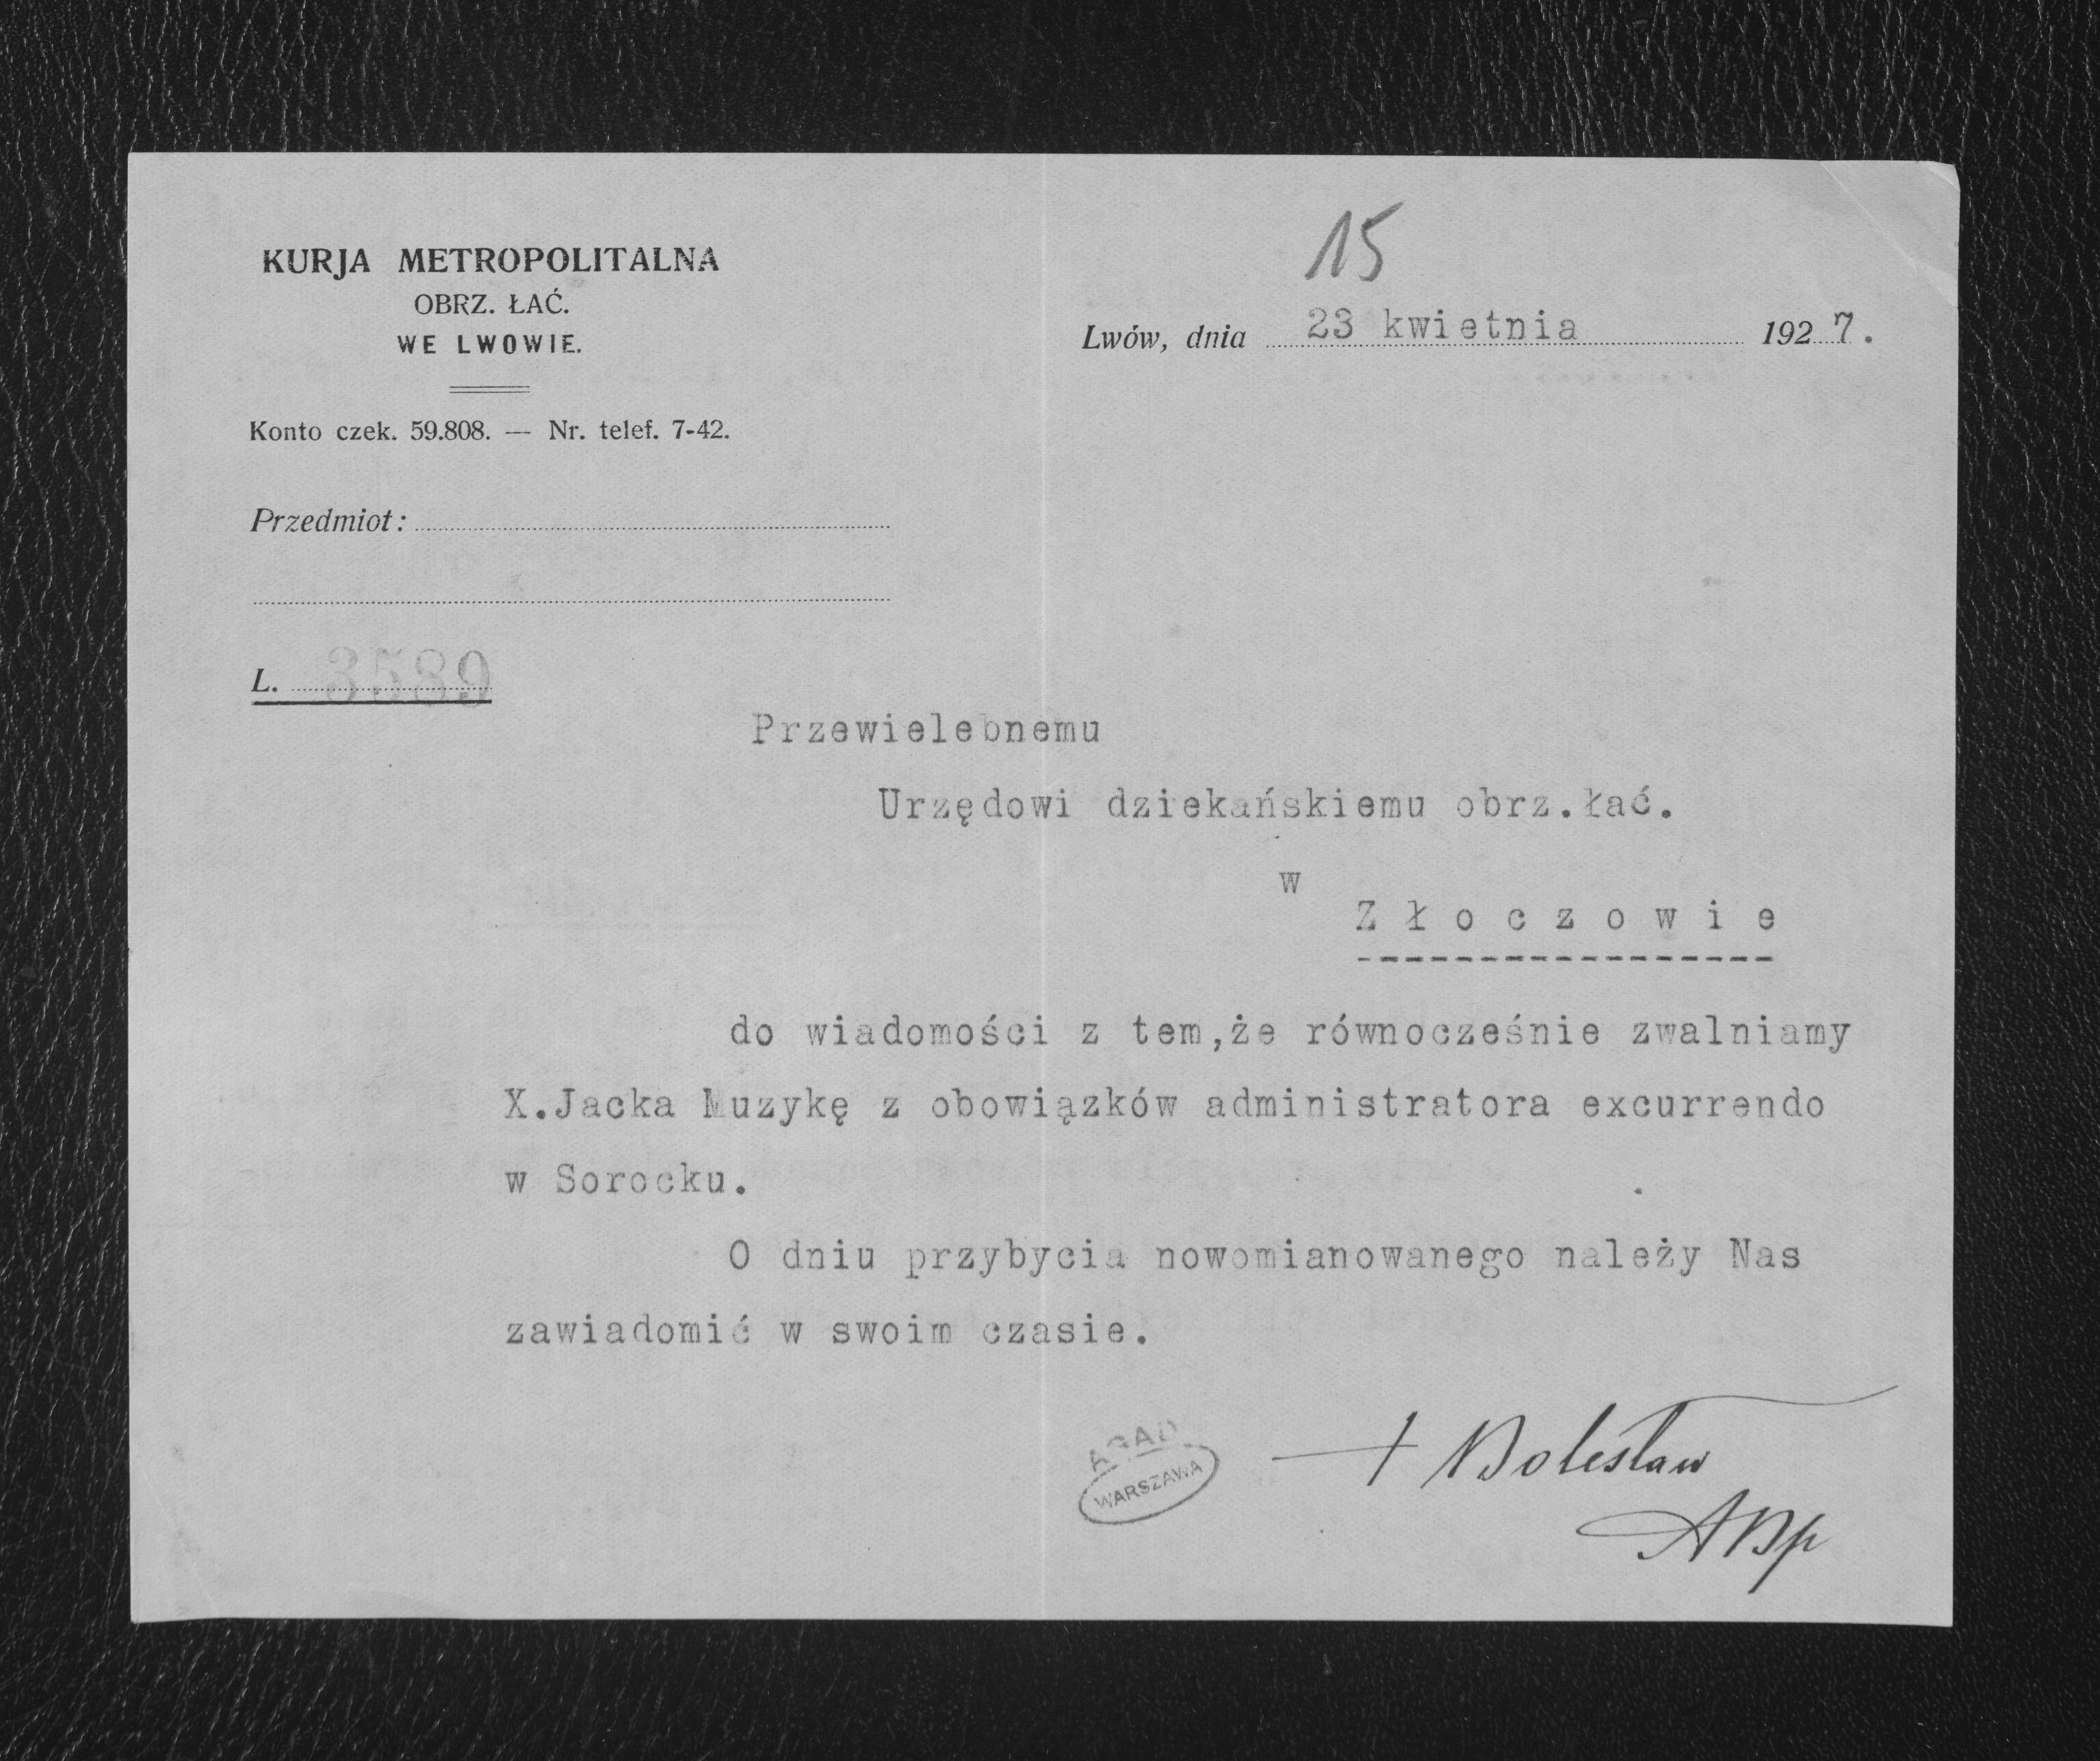 15
KURJA METROPOLITALNA
OBRZ. ŁAĆ.
WE LWOWIE.
Lwów, dnia 23 kwietnia 1927.
Konto czek. 59.808. — Nr. telef. 7-42.
Przedmiot:
L. 3589
Przewielebnemu
Urzędowi dziekańskiemu obrz.łać.
w
Złoczowie
do wiadomości z tem,że równocześnie zwalniamy
X.Jacka Muzykę z obowiązków administratora excurrendo
w Sorocku.
O dniu przybycia nowomianowanego należy Nas
zawiadomić w swoim czasie.
AGAD
WARSZAWA
+ Bolesław
ABp